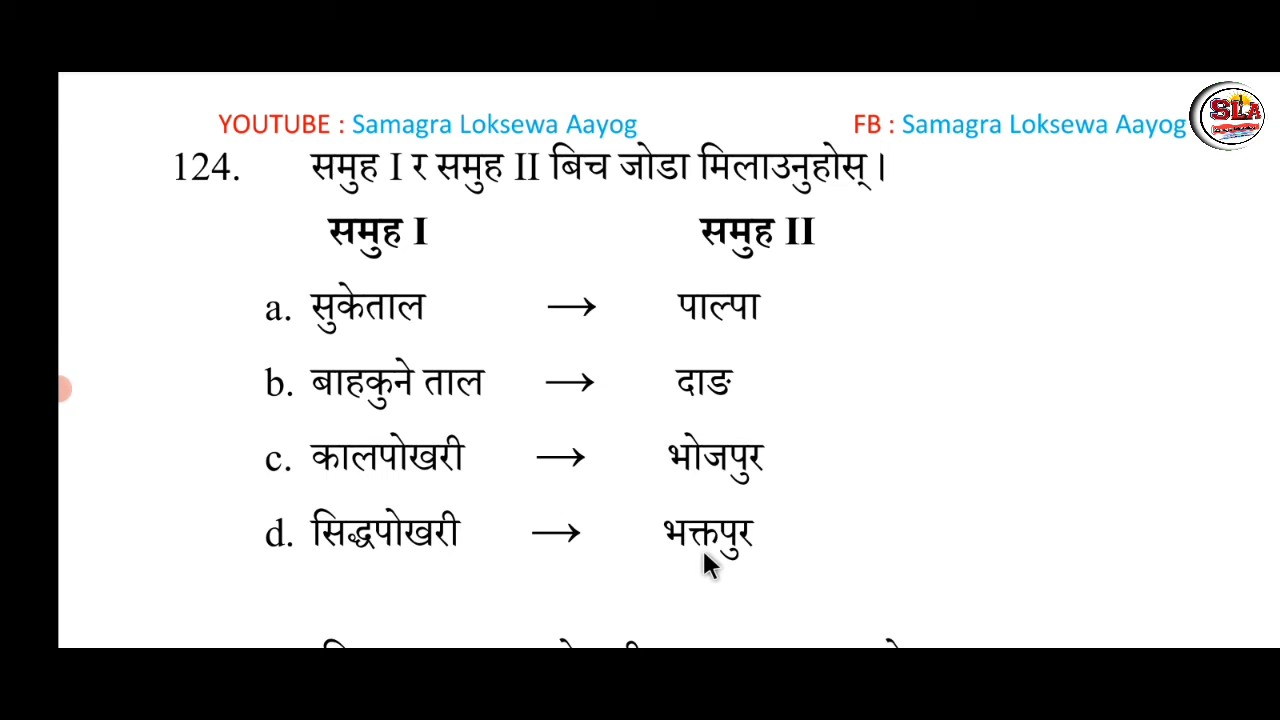 YOUTUBE : Samagra Loksewa Aayog FB : Samagra Loksewa Aayog SLA
124. समुह I र समुह II बिच जोडा मिलाउनुहोस्।
समुह I समुह II
a. सुकेताल → पाल्पा
b. बाहकुने ताल → दाङ
c. कालपोखरी → भोजपुर
d. सिद्धपोखरी → भक्तपुर